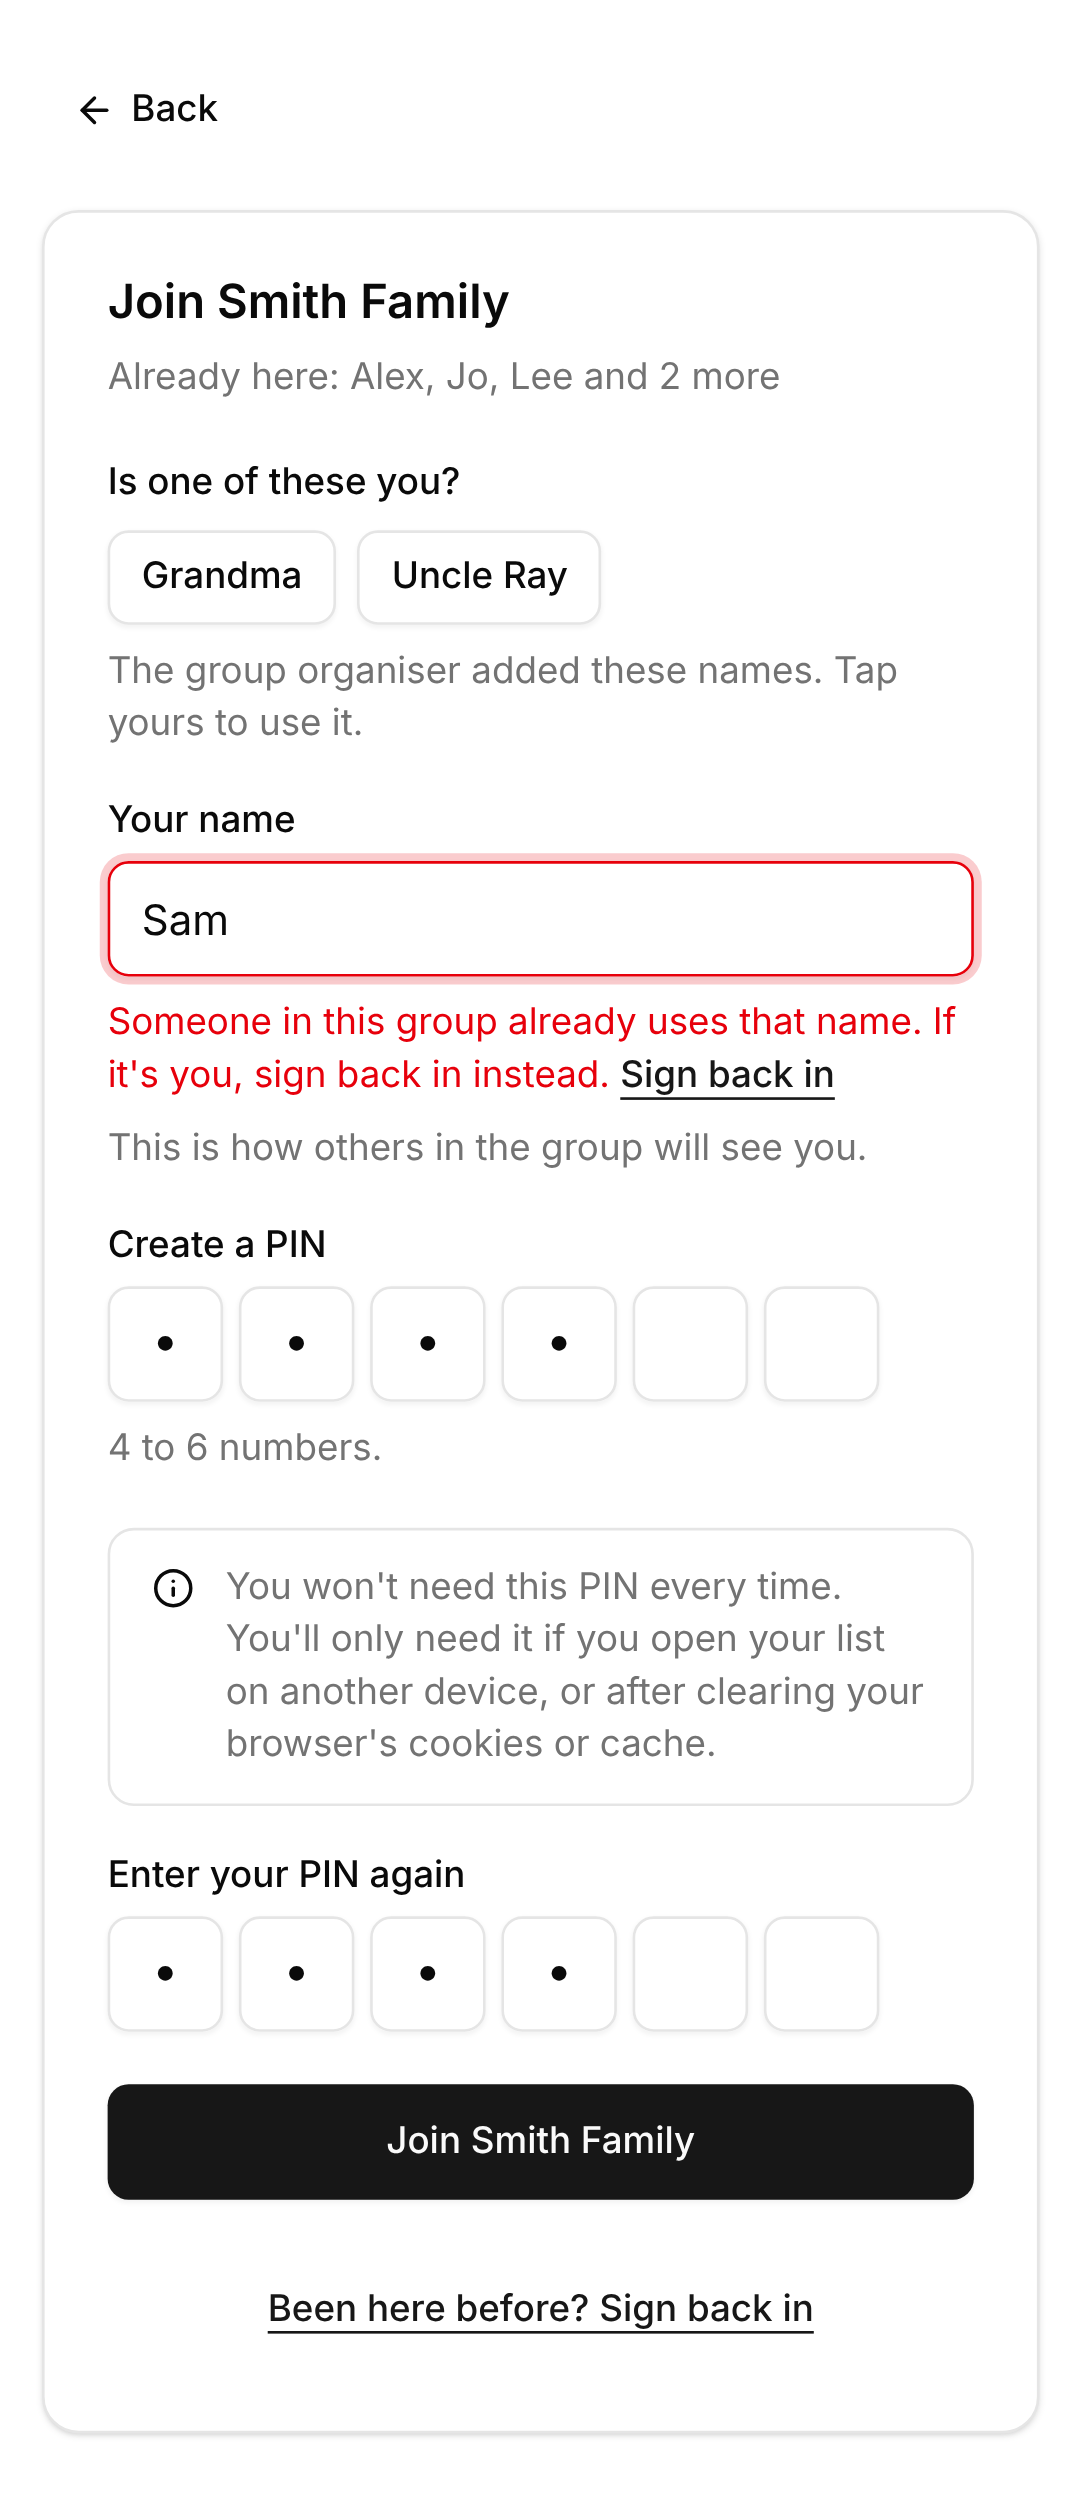 Back
Join Smith Family
Already here: Alex, Jo, Lee and 2 more
Is one of these you?
Grandma
Uncle Ray
The group organiser added these names. Tap
yours to use it.
Your name
Sam
Someone in this group already uses that name. If
it's you, sign back in instead. Sign back in
This is how others in the group will see you.
Create a PIN
4 to 6 numbers.
You won't need this PIN every time.
You'll only need it if you open your list
on another device, or after clearing your
browser's cookies or cache.
Enter your PIN again
Join Smith Family
Been here before? Sign back in